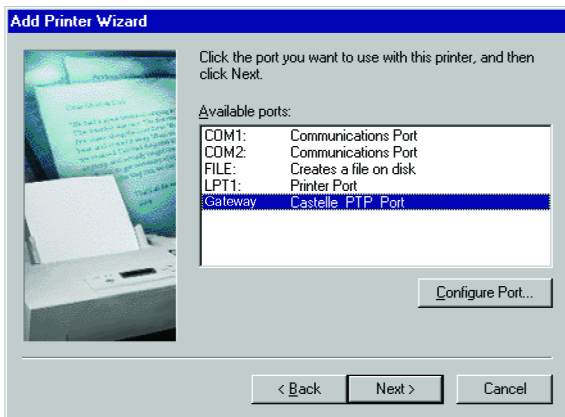 Add Printer Wizard
Click the port you want to use with this printer, and then
click Next.
Available ports:
COM1: Communications Port
COM2: Communications Port
FILE: Creates a file on disk
LPT1: Printer Port
Gateway Castelle PTP Port
Configure Port...
< Back Next > Cancel